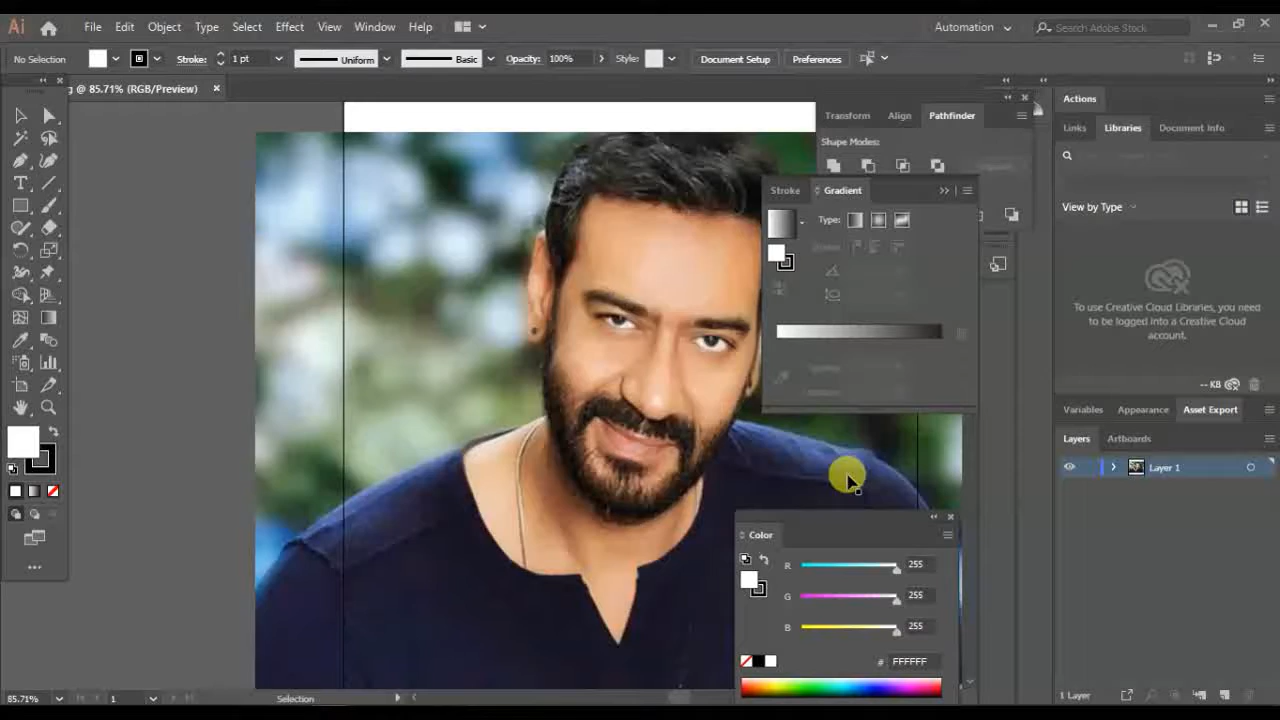 Ai File Edit Object Type Select Effect View Window Help Automation Search Adobe Stock
No Selection Stroke: 1 pt Uniform Basic Opacity: 100% Style: Document Setup Preferences
g @ 85.71% (RGB/Preview) ×
Transform Align Pathfinder
Shape Modes:
Stroke Gradient
Type:
Actions
Links Libraries Document Info
View by Type
To use Creative Cloud Libraries, you need
to be logged into a Creative Cloud
account.
-- KB
Variables Appearance Asset Export
Layers Artboards
Layer 1
Color
R 255
G 255
B 255
# FFFFFF
85.71% 1 Selection
1 Layer